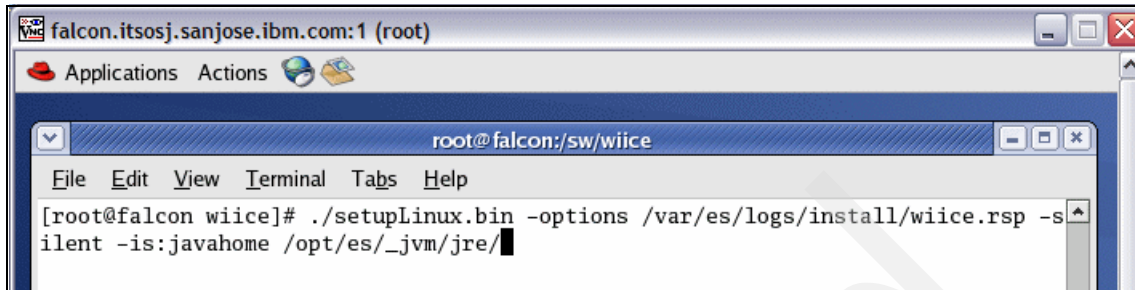 falcon.itsosj.sanjose.ibm.com:1 (root)
Applications Actions
root@falcon:/sw/wiice
File Edit View Terminal Tabs Help
[root@falcon wiice]# ./setupLinux.bin -options /var/es/logs/install/wiice.rsp -s
ilent -is:javahome /opt/es/_jvm/jre/